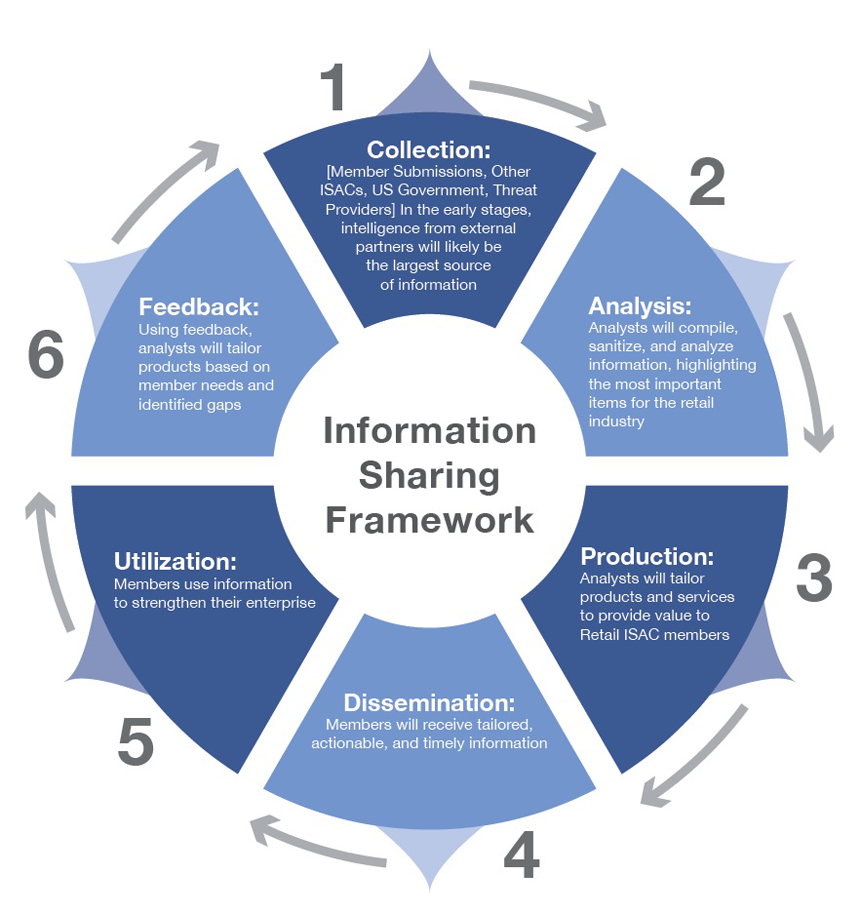 Information
Sharing
Framework
1
Collection:
[Member Submissions, Other
ISACs, US Government, Threat
Providers] In the early stages,
intelligence from external
partners will likely be
the largest source
of information
2
Analysis:
Analysts will compile,
sanitize, and analyze
information, highlighting
the most important
items for the retail
industry
3
Production:
Analysts will tailor
products and services
to provide value to
Retail ISAC members
4
Dissemination:
Members will receive tailored,
actionable, and timely information
5
Utilization:
Members use information
to strengthen their enterprise
6
Feedback:
Using feedback,
analysts will tailor
products based on
member needs and
identified gaps